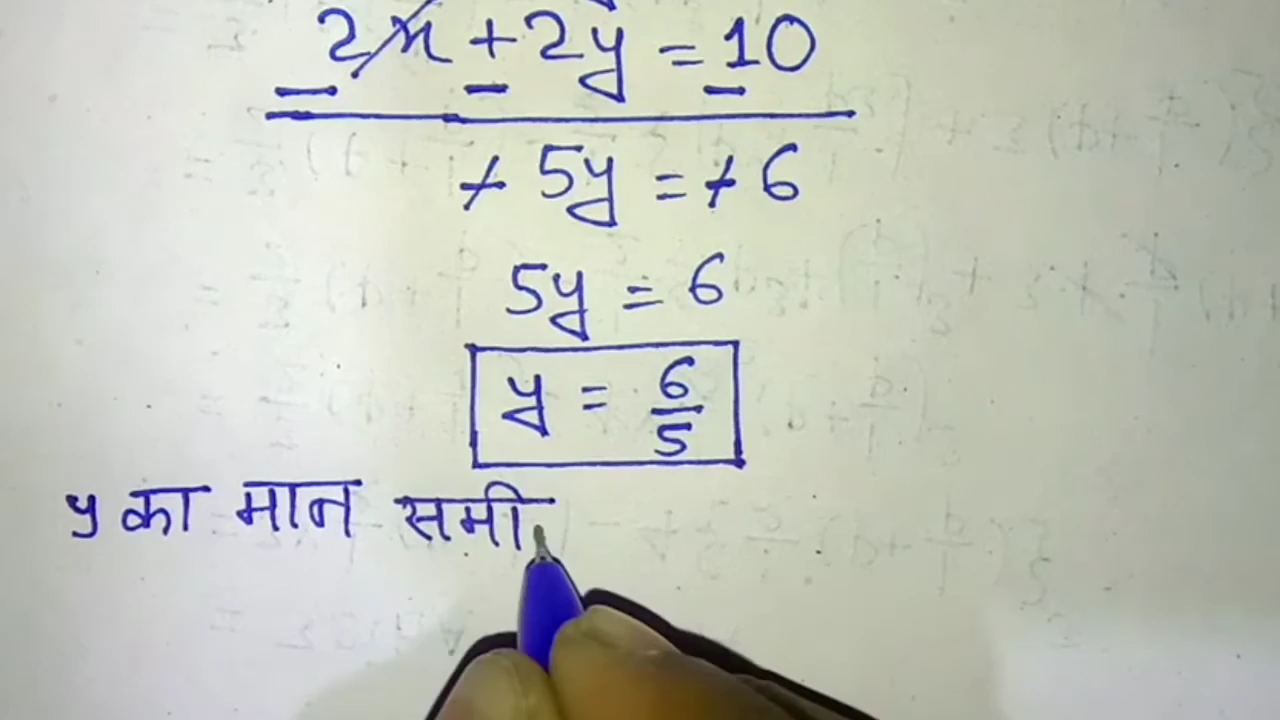 2x + 2y = 10
− − −
+ 5y = + 6
5y = 6
y = 6/5
y का मान समी